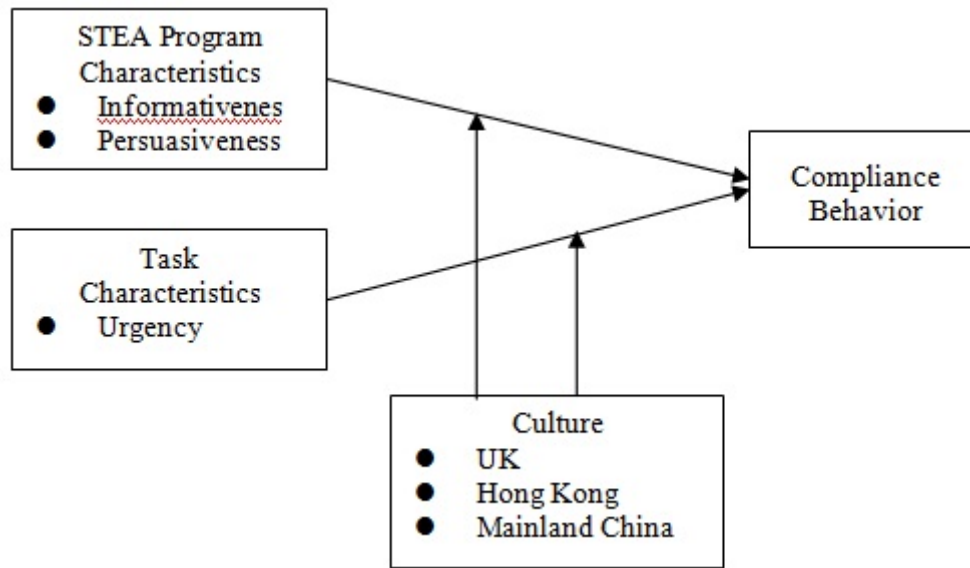 STEA Program
Characteristics
● Informativenes
● Persuasiveness
Compliance
Behavior
Task
Characteristics
● Urgency
Culture
● UK
● Hong Kong
● Mainland China